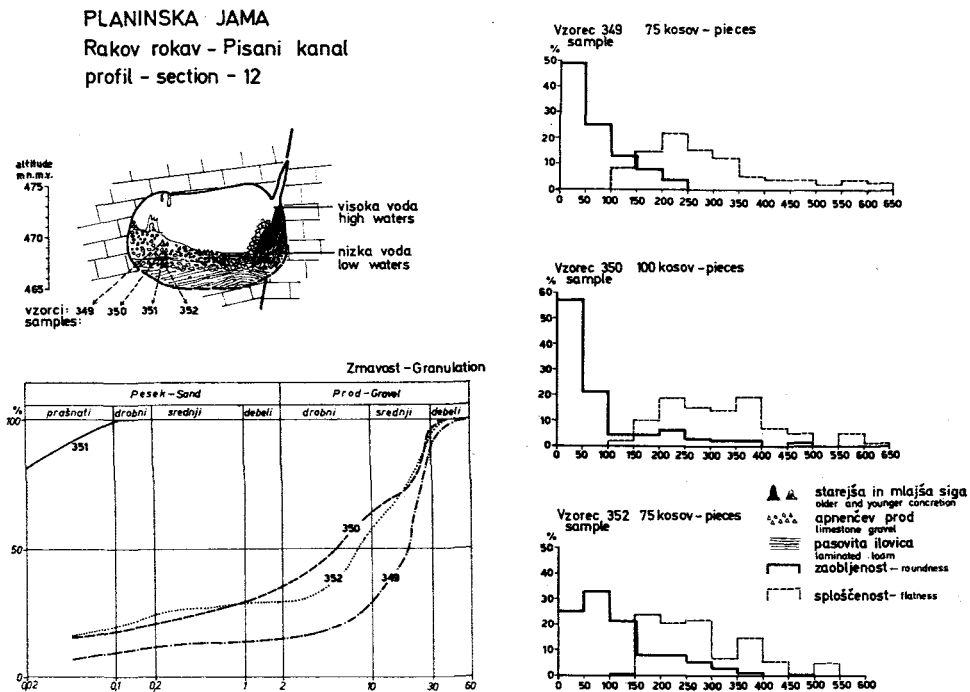 PLANINSKA JAMA
Rakov rokav - Pisani kanal
profil - section - 12
altitude
m n.m.v.
475
470
465
visoka voda
high waters
nizka voda
low waters
vzorci: 349 350 351 352
samples:
Zrnavost - Granulation
Pesek - Sand Prod - Gravel
% prašnati drobni srednji debeli drobni srednji debeli
100
50
0
351
350
352
349
0,02 0,1 0,2 1 2 10 30 60
Vzorec 349 75 kosov - pieces
sample
%
50
40
30
20
10
0
0 50 100 150 200 250 300 350 400 450 500 550 600 650
Vzorec 350 100 kosov - pieces
sample
%
60
50
40
30
20
10
0
0 50 100 150 200 250 300 350 400 450 500 550 600 650
Vzorec 352 75 kosov - pieces
sample
%
50
40
30
20
10
0
0 50 100 150 200 250 300 350 400 450 500 550 600
starejša in mlajša siga
older and younger concretion
apnenčev prod
limestone gravel
pasovita ilovica
laminated loam
zaobljenost - roundness
sploščenost - flatness